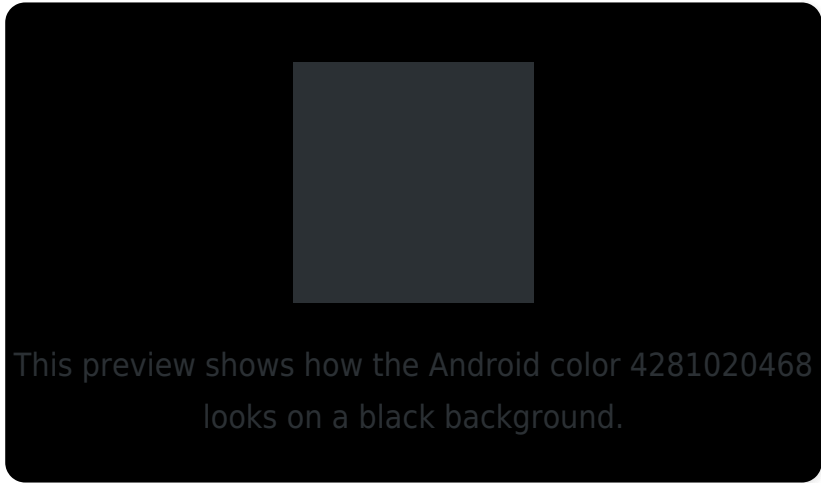 This preview shows how the Android color 4281020468
looks on a black background.